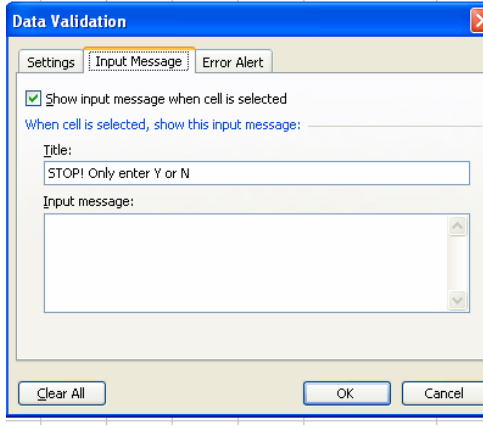 Data Validation
Settings Input Message Error Alert
Show input message when cell is selected
When cell is selected, show this input message:
Title:
STOP! Only enter Y or N
Input message:
Clear All OK Cancel